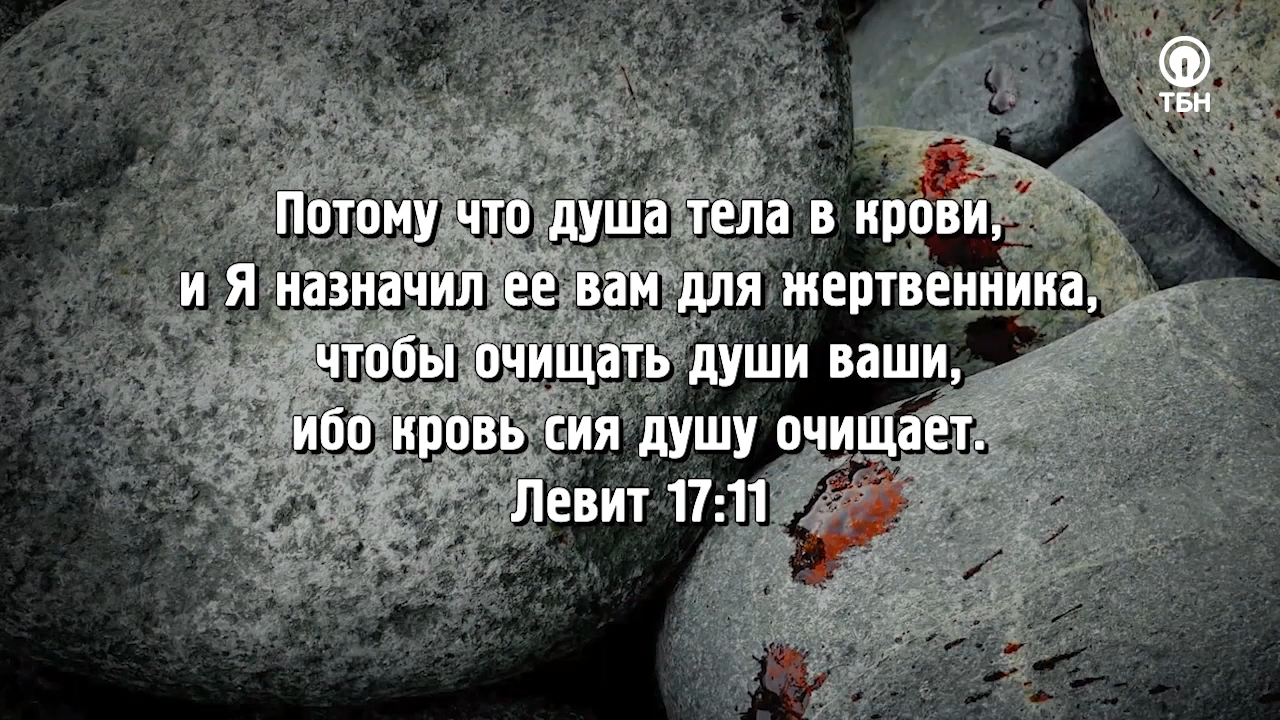 ТБН
Потому что душа тела в крови,
и Я назначил ее вам для жертвенника,
чтобы очищать души ваши,
ибо кровь сия душу очищает.
Левит 17:11